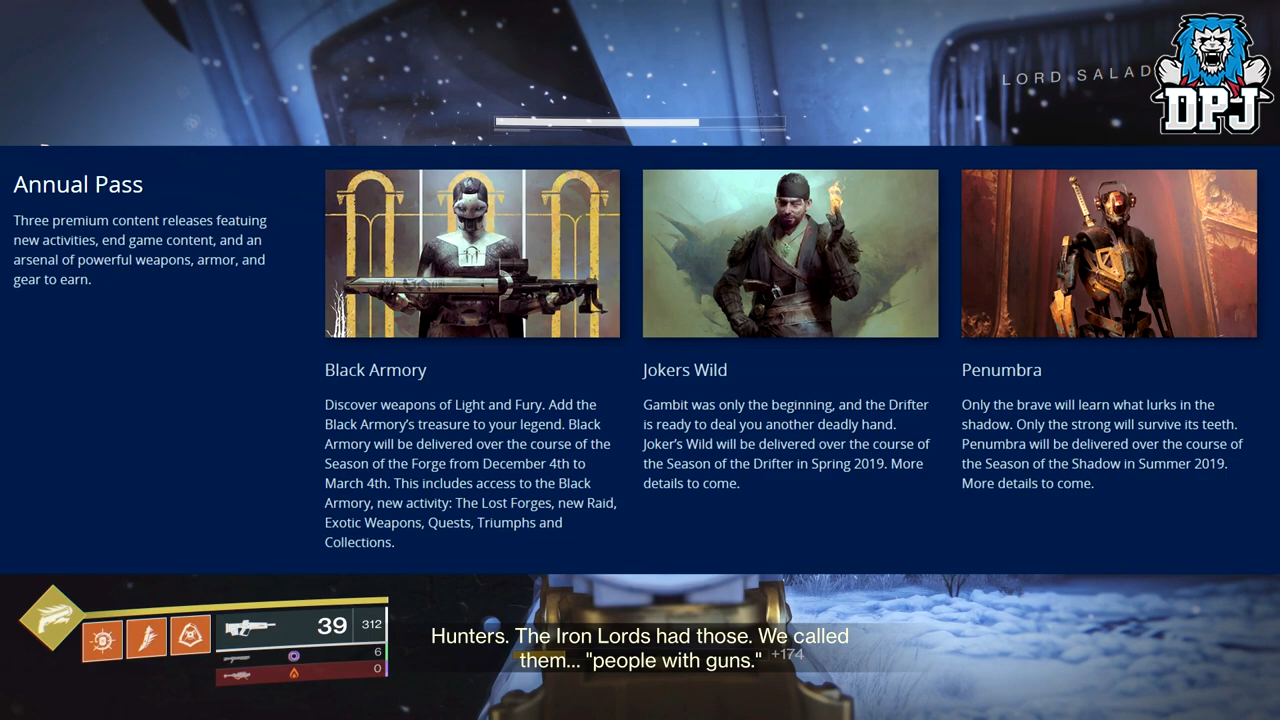 LORD SALAD
DPJ
Annual Pass
Three premium content releases featuing
new activities, end game content, and an
arsenal of powerful weapons, armor, and
gear to earn.
Black Armory
Discover weapons of Light and Fury. Add the
Black Armory’s treasure to your legend. Black
Armory will be delivered over the course of the
Season of the Forge from December 4th to
March 4th. This includes access to the Black
Armory, new activity: The Lost Forges, new Raid,
Exotic Weapons, Quests, Triumphs and
Collections.
Jokers Wild
Gambit was only the beginning, and the Drifter
is ready to deal you another deadly hand.
Joker’s Wild will be delivered over the course of
the Season of the Drifter in Spring 2019. More
details to come.
Penumbra
Only the brave will learn what lurks in the
shadow. Only the strong will survive its teeth.
Penumbra will be delivered over the course of
the Season of the Shadow in Summer 2019.
More details to come.
39 312
6
0
Hunters. The Iron Lords had those. We called
them... "people with guns."
+174